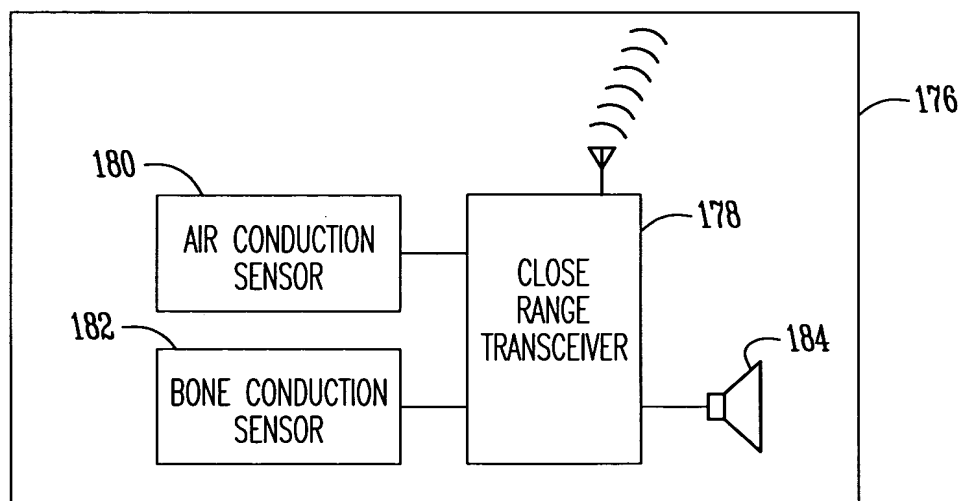 176
180
AIR CONDUCTION
SENSOR
178
CLOSE
RANGE
TRANSCEIVER
182
BONE CONDUCTION
SENSOR
184